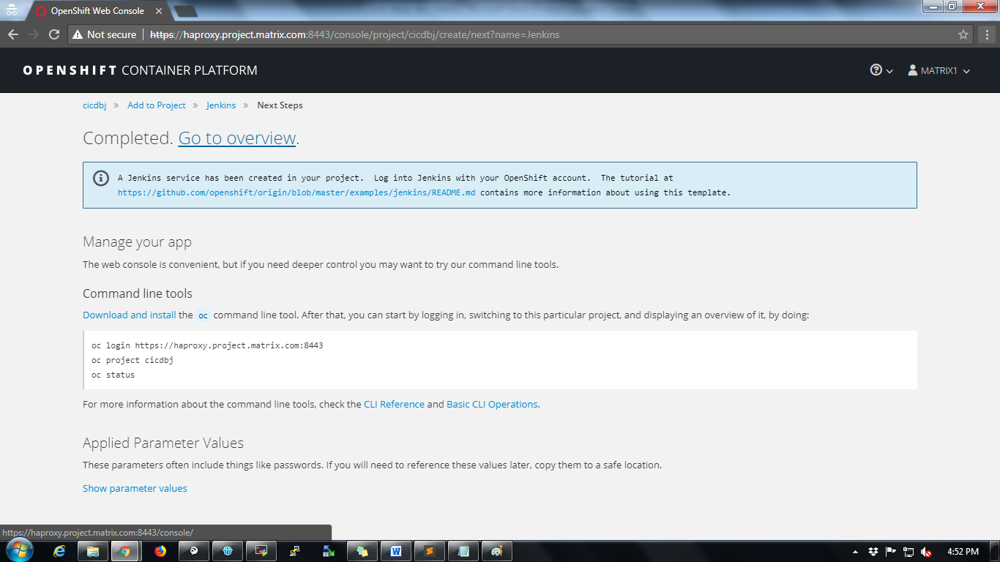 OpenShift Web Console
Not secure | https://haproxy.project.matrix.com:8443/console/project/cicdbj/create/next?name=Jenkins
OPENSHIFT CONTAINER PLATFORM
MATRIX1
cicdbj » Add to Project » Jenkins » Next Steps
Completed. Go to overview.
A Jenkins service has been created in your project. Log into Jenkins with your OpenShift account. The tutorial at
https://github.com/openshift/origin/blob/master/examples/jenkins/README.md contains more information about using this template.
Manage your app
The web console is convenient, but if you need deeper control you may want to try our command line tools.
Command line tools
Download and install the oc command line tool. After that, you can start by logging in, switching to this particular project, and displaying an overview of it, by doing:
oc login https://haproxy.project.matrix.com:8443
oc project cicdbj
oc status
For more information about the command line tools, check the CLI Reference and Basic CLI Operations.
Applied Parameter Values
These parameters often include things like passwords. If you will need to reference these values later, copy them to a safe location.
Show parameter values
https://haproxy.project.matrix.com:8443/console/
4:52 PM